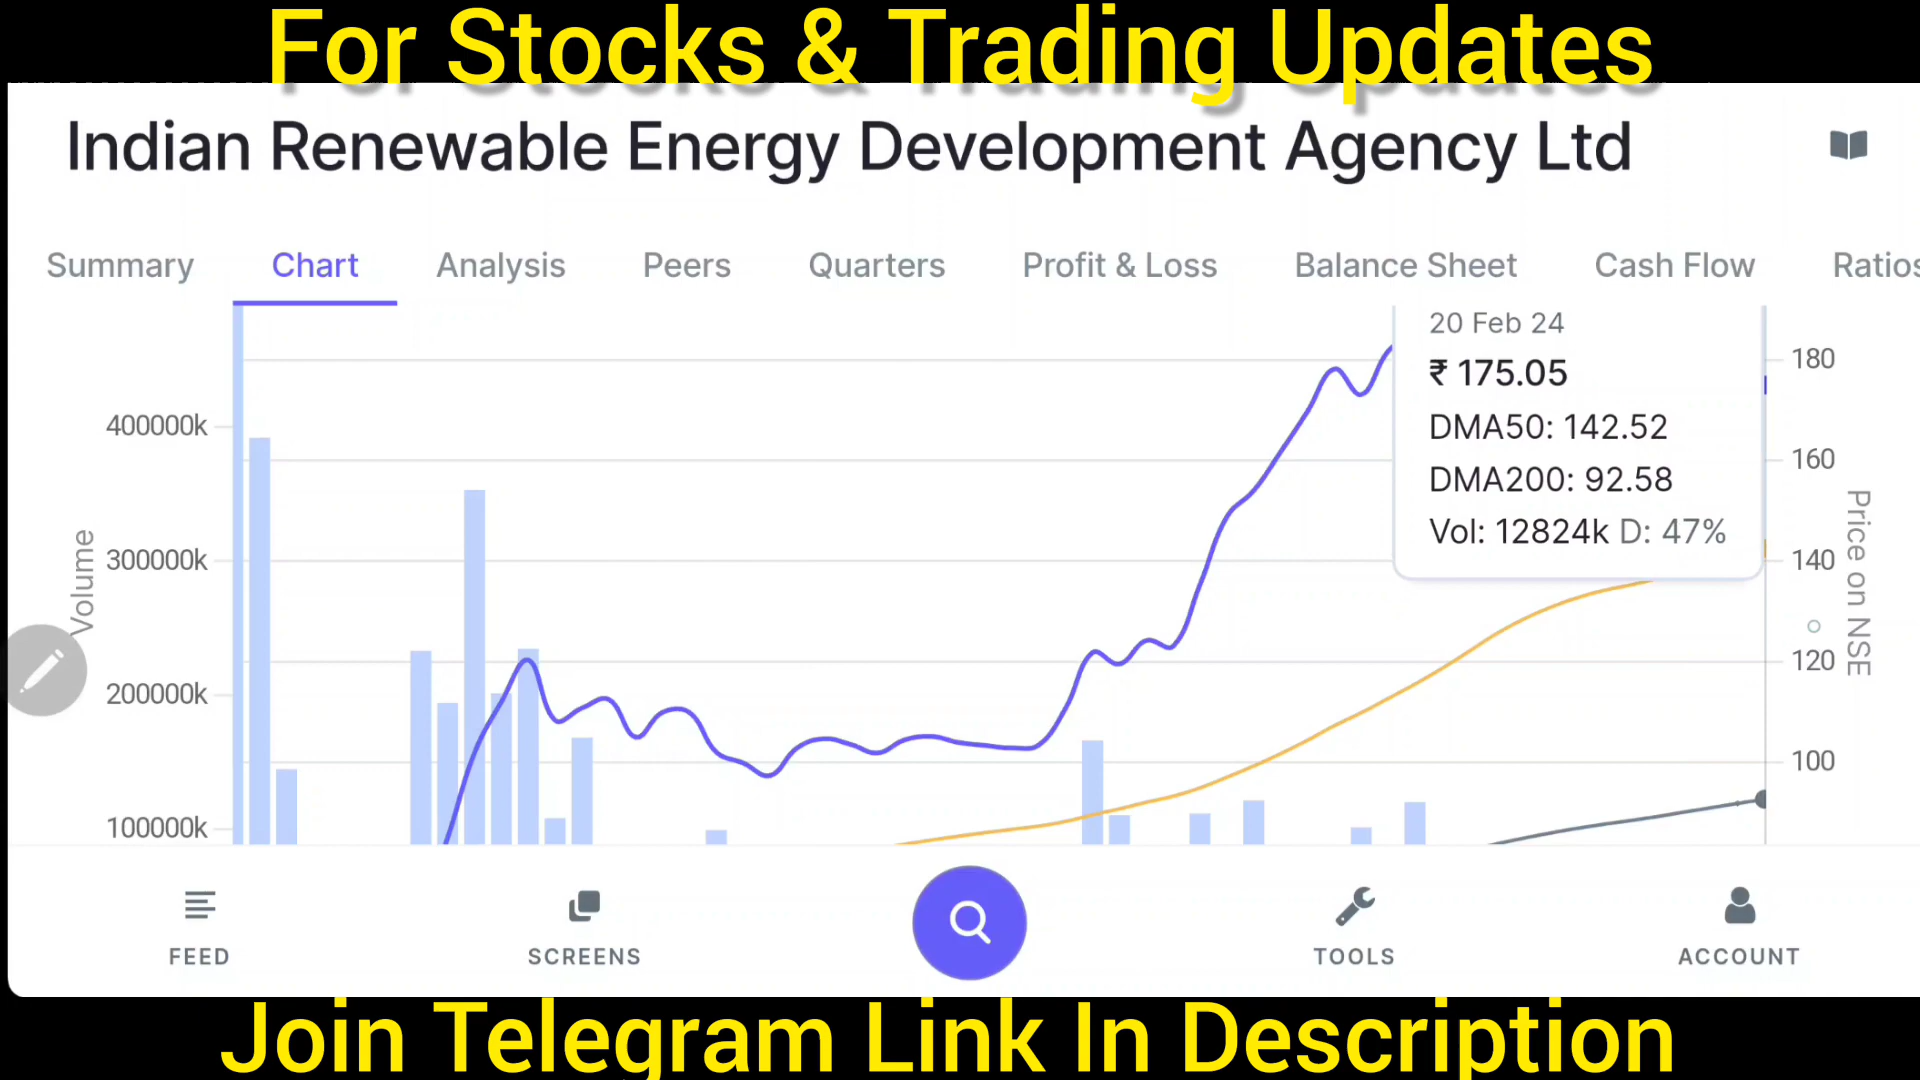 For Stocks & Trading Updates
Indian Renewable Energy Development Agency Ltd
Summary Chart Analysis Peers Quarters Profit & Loss Balance Sheet Cash Flow Ratios
20 Feb 24
₹ 175.05
DMA50: 142.52
DMA200: 92.58
Vol: 12824k D: 47%
Volume
400000k
300000k
200000k
100000k
180
160
140
120
100
Price on NSE
FEED SCREENS TOOLS ACCOUNT
Join Telegram Link In Description